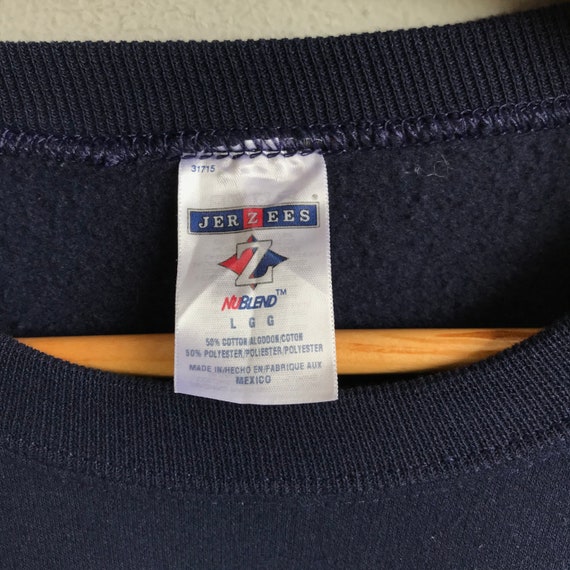 31715
JERZEES®
Z
NUBLEND™
L G G
50% COTTON/ALGODON/COTON
50% POLYESTER/POLIESTER/POLYESTER
MADE IN/HECHO EN/FABRIQUE AUX
MEXICO